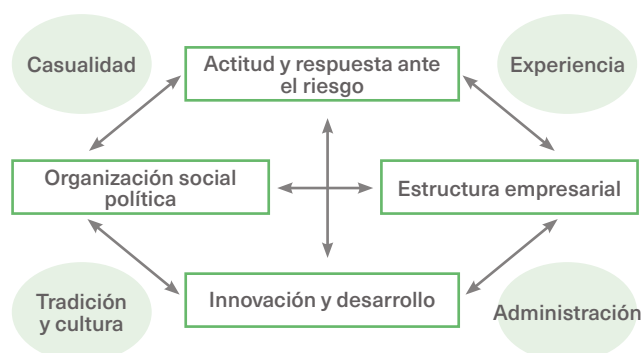 Casualidad
Actitud y respuesta ante
el riesgo
Experiencia
Organización social
política
Estructura empresarial
Tradición
y cultura
Innovación y desarrollo
Administración